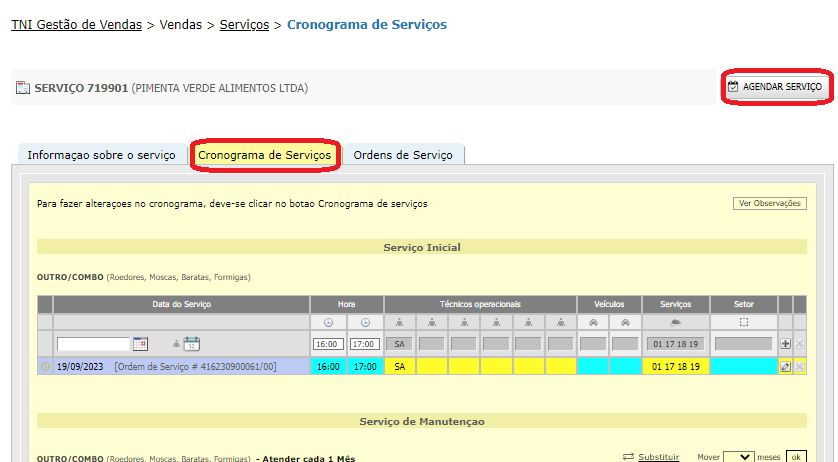 TNI Gestão de Vendas > Vendas > Serviços > Cronograma de Serviços
SERVIÇO 719901 (PIMENTA VERDE ALIMENTOS LTDA)
AGENDAR SERVIÇO
Informaçao sobre o serviço
Cronograma de Serviços
Ordens de Serviço
Para fazer alteraçoes no cronograma, deve-se clicar no botao Cronograma de serviços
Ver Observações
Serviço Inicial
OUTRO/COMBO (Roedores, Moscas, Baratas, Formigas)
Data do Serviço Hora Técnicos operacionais Veículos Serviços Setor
16:00 17:00 SA 01 17 18 19
19/09/2023 [Ordem de Serviço # 416230900061/00] 16:00 17:00 SA 01 17 18 19
Serviço de Manutençao
OUTRO/COMBO (Roedores, Moscas, Baratas, Formigas) - Atender cada 1 Mês
Substituir Mover meses ok